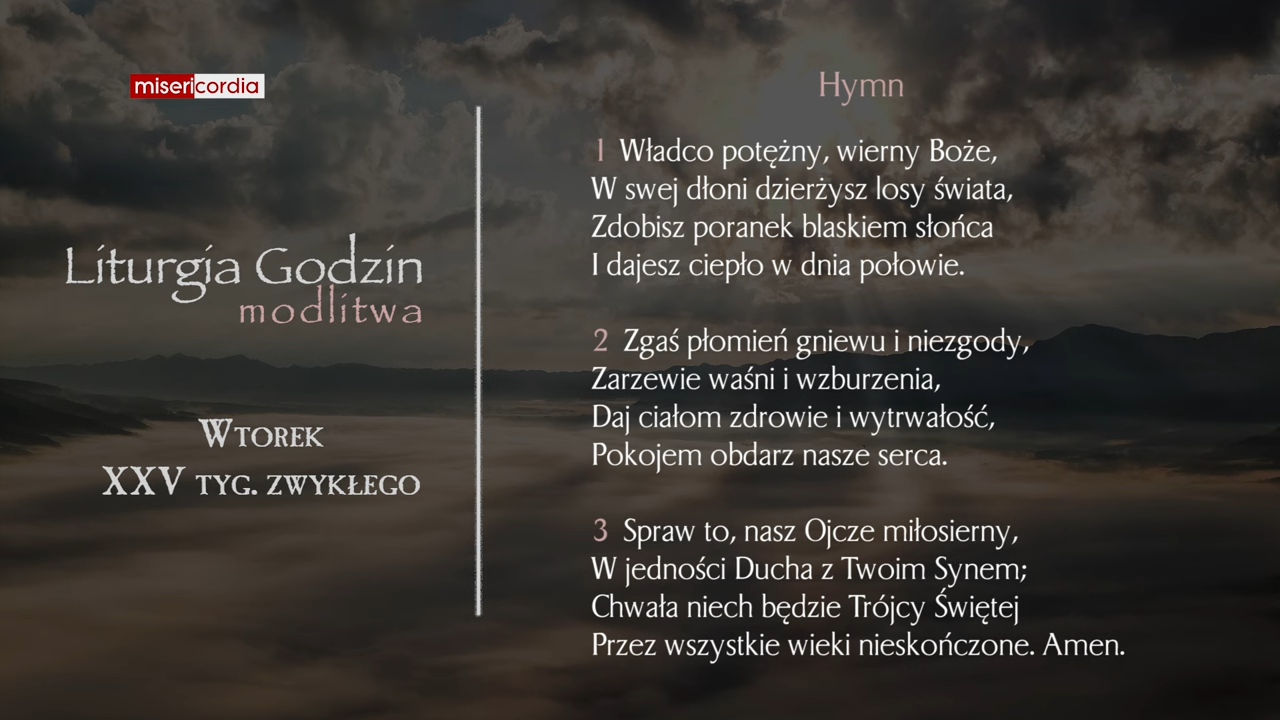 misericordia
Liturgia Godzin
modlitwa
Wtorek
XXV tyg. zwykłego
Hymn
1 Władco potężny, wierny Boże,
W swej dłoni dzierżysz losy świata,
Zdobisz poranek blaskiem słońca
I dajesz ciepło w dnia połowie.
2 Zgaś płomień gniewu i niezgody,
Zarzewie waśni i wzburzenia,
Daj ciałom zdrowie i wytrwałość,
Pokojem obdarz nasze serca.
3 Spraw to, nasz Ojcze miłosierny,
W jedności Ducha z Twoim Synem;
Chwała niech będzie Trójcy Świętej
Przez wszystkie wieki nieskończone. Amen.